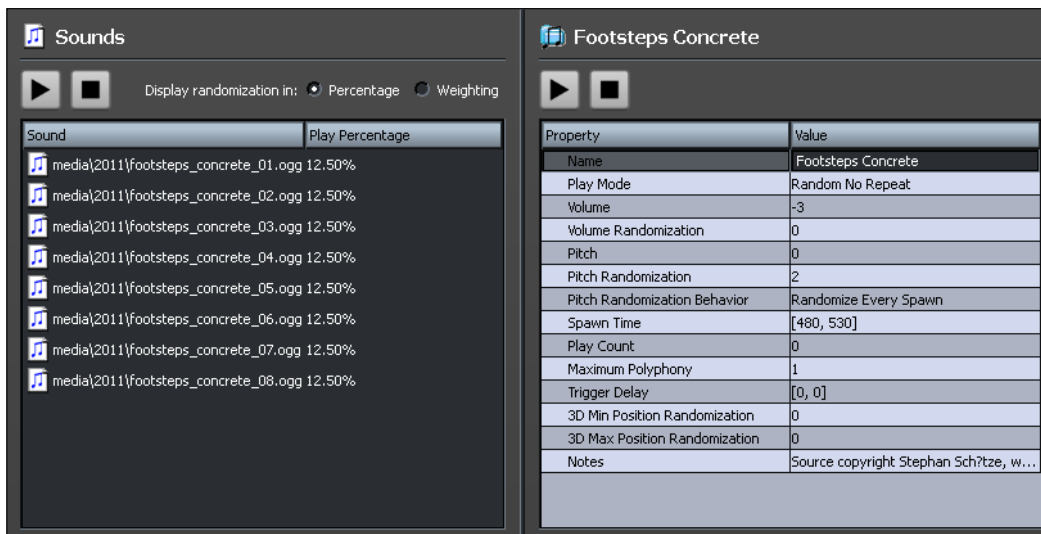 Sounds
Display randomization in: Percentage Weighting
Sound Play Percentage
media\2011\footsteps_concrete_01.ogg 12.50%
media\2011\footsteps_concrete_02.ogg 12.50%
media\2011\footsteps_concrete_03.ogg 12.50%
media\2011\footsteps_concrete_04.ogg 12.50%
media\2011\footsteps_concrete_05.ogg 12.50%
media\2011\footsteps_concrete_06.ogg 12.50%
media\2011\footsteps_concrete_07.ogg 12.50%
media\2011\footsteps_concrete_08.ogg 12.50%
Footsteps Concrete
Property Value
Name Footsteps Concrete
Play Mode Random No Repeat
Volume -3
Volume Randomization 0
Pitch 0
Pitch Randomization 2
Pitch Randomization Behavior Randomize Every Spawn
Spawn Time [480, 530]
Play Count 0
Maximum Polyphony 1
Trigger Delay [0, 0]
3D Min Position Randomization 0
3D Max Position Randomization 0
Notes Source copyright Stephan Sch?tze, w...